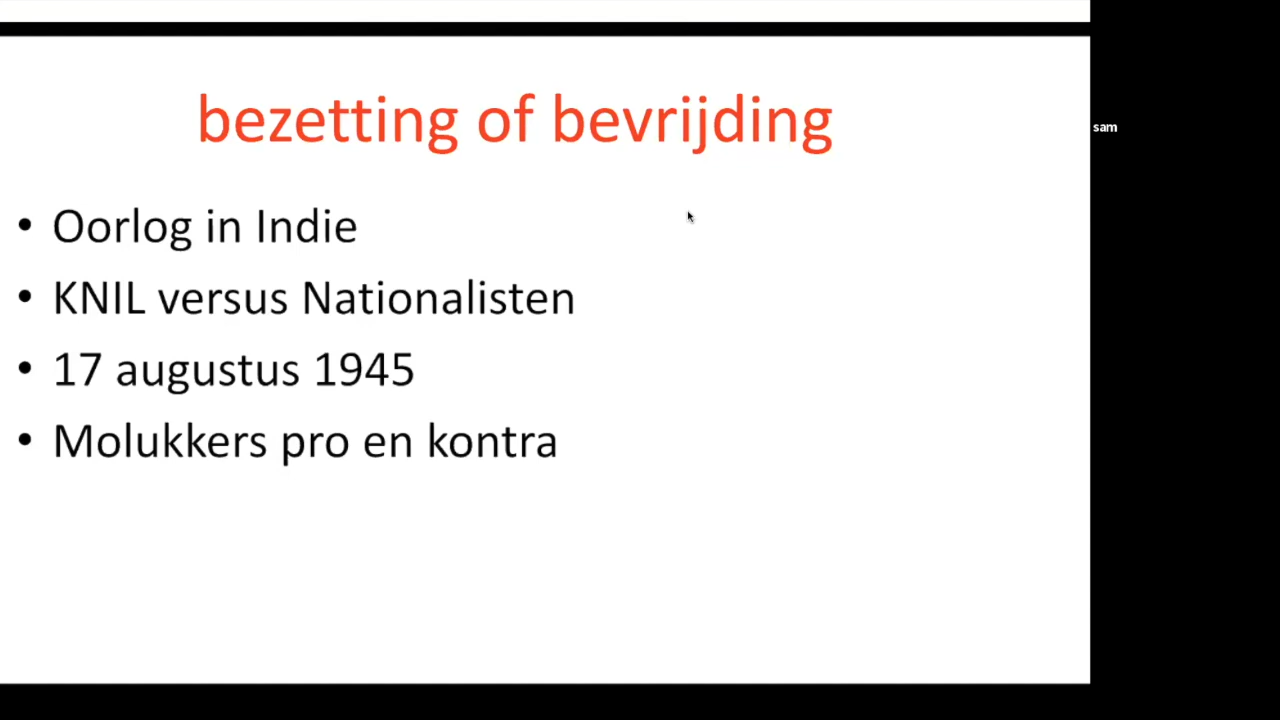 bezetting of bevrijding
• Oorlog in Indie
• KNIL versus Nationalisten
• 17 augustus 1945
• Molukkers pro en kontra
sam